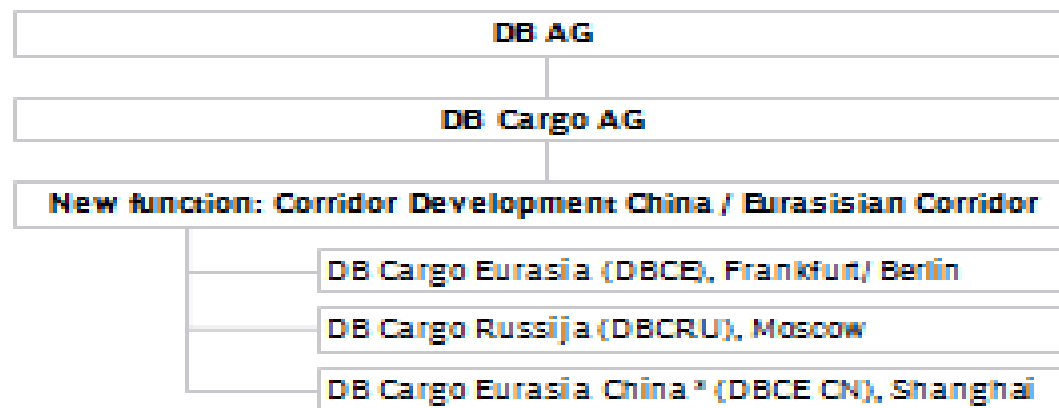 DB AG
DB Cargo AG
New function: Corridor Development China / Eurasisian Corridor
DB Cargo Eurasia (DBCE), Frankfurt/ Berlin
DB Cargo Russija (DBCRU), Moscow
DB Cargo Eurasia China * (DBCE CN), Shanghai